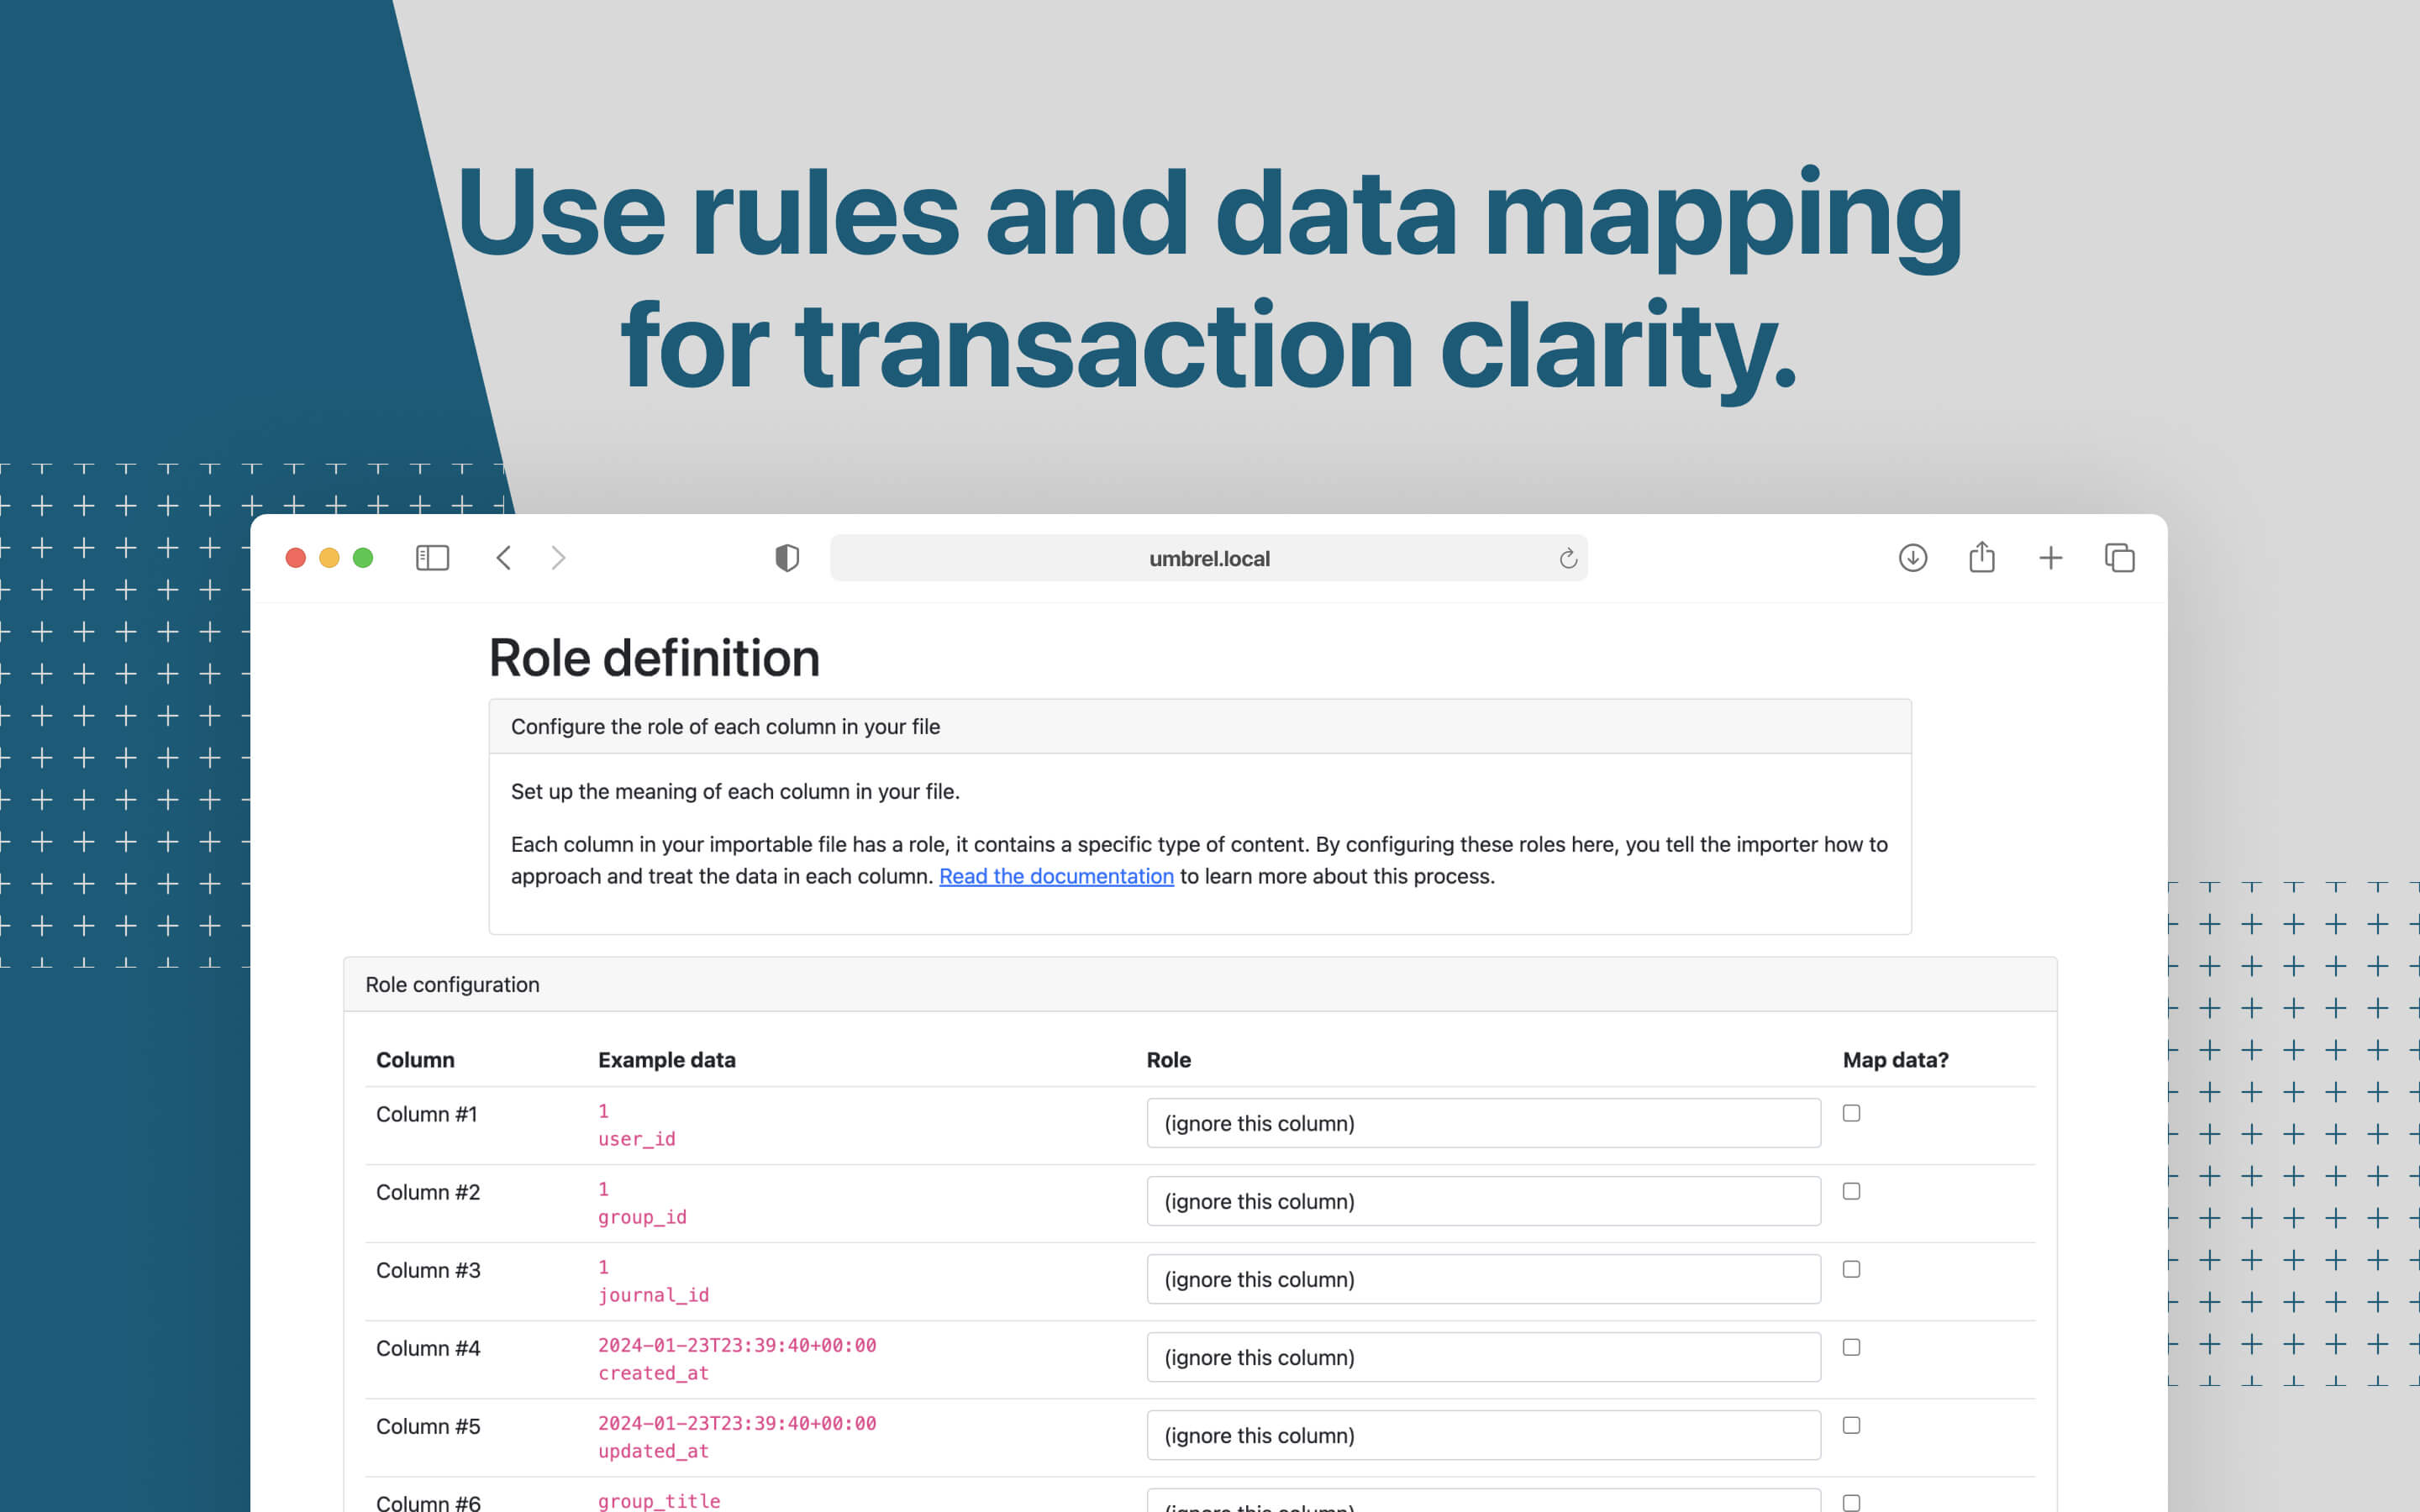 Use rules and data mapping
for transaction clarity.
umbrel.local
Role definition
Configure the role of each column in your file
Set up the meaning of each column in your file.
Each column in your importable file has a role, it contains a specific type of content. By configuring these roles here, you tell the importer how to
approach and treat the data in each column. Read the documentation to learn more about this process.
Role configuration
Column Example data Role Map data?
Column #1 1 (ignore this column)
user_id
Column #2 1 (ignore this column)
group_id
Column #3 1 (ignore this column)
journal_id
Column #4 2024-01-23T23:39:40+00:00 (ignore this column)
created_at
Column #5 2024-01-23T23:39:40+00:00 (ignore this column)
updated_at
Column #6 group_title (ignore this column)